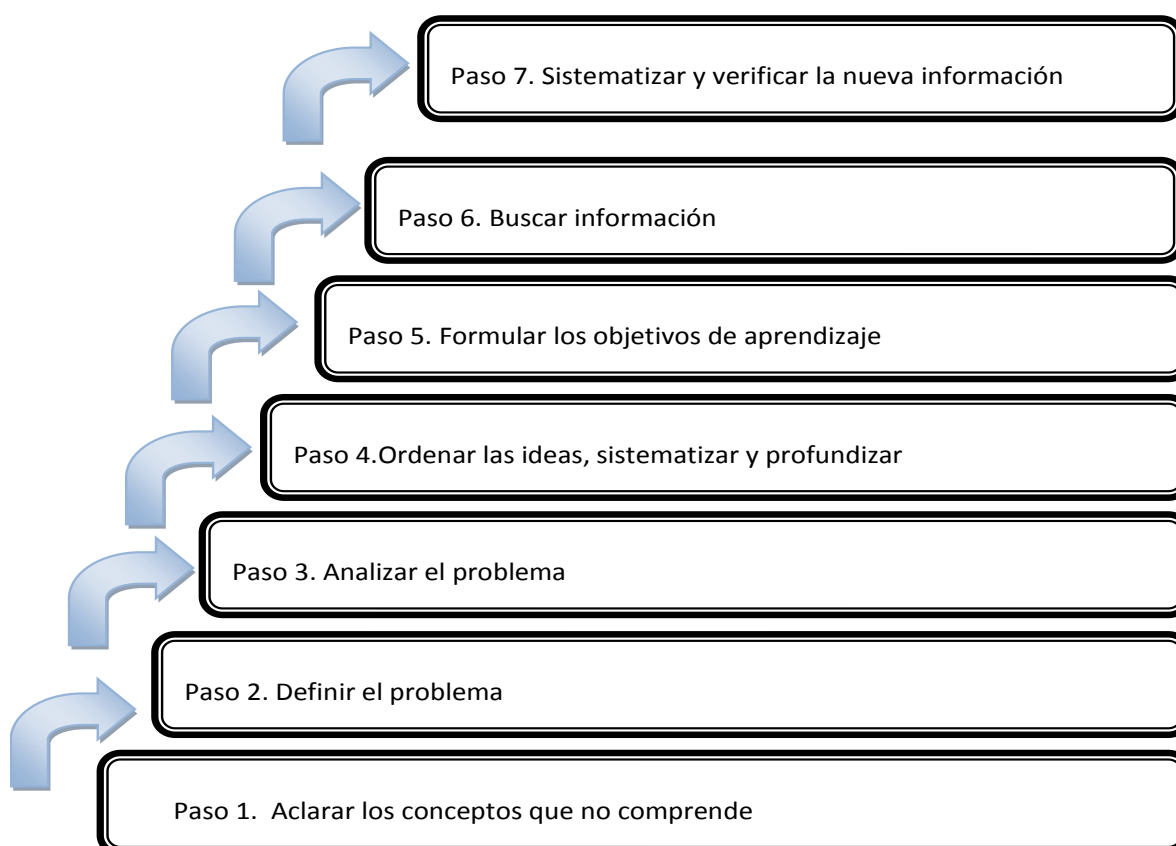 Paso 7. Sistematizar y verificar la nueva información
Paso 6. Buscar información
Paso 5. Formular los objetivos de aprendizaje
Paso 4.Ordenar las ideas, sistematizar y profundizar
Paso 3. Analizar el problema
Paso 2. Definir el problema
Paso 1.  Aclarar los conceptos que no comprende